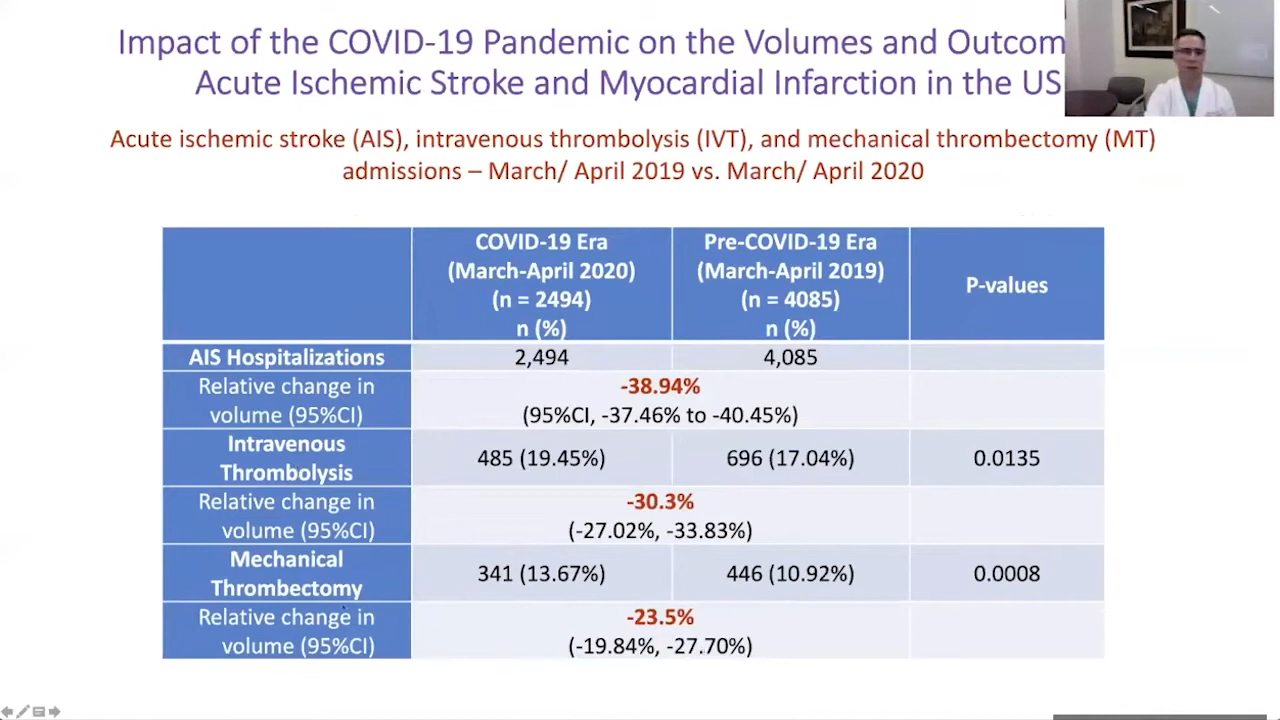 Impact of the COVID-19 Pandemic on the Volumes and Outcom
Acute Ischemic Stroke and Myocardial Infarction in the US
Acute ischemic stroke (AIS), intravenous thrombolysis (IVT), and mechanical thrombectomy (MT)
admissions – March/ April 2019 vs. March/ April 2020
COVID-19 Era
(March-April 2020)
(n = 2494)
n (%)
Pre-COVID-19 Era
(March-April 2019)
(n = 4085)
n (%)
P-values
AIS Hospitalizations 2,494 4,085
Relative change in
volume (95%CI)
-38.94%
(95%CI, -37.46% to -40.45%)
Intravenous
Thrombolysis
485 (19.45%) 696 (17.04%) 0.0135
Relative change in
volume (95%CI)
-30.3%
(-27.02%, -33.83%)
Mechanical
Thrombectomy
341 (13.67%) 446 (10.92%) 0.0008
Relative change in
volume (95%CI)
-23.5%
(-19.84%, -27.70%)